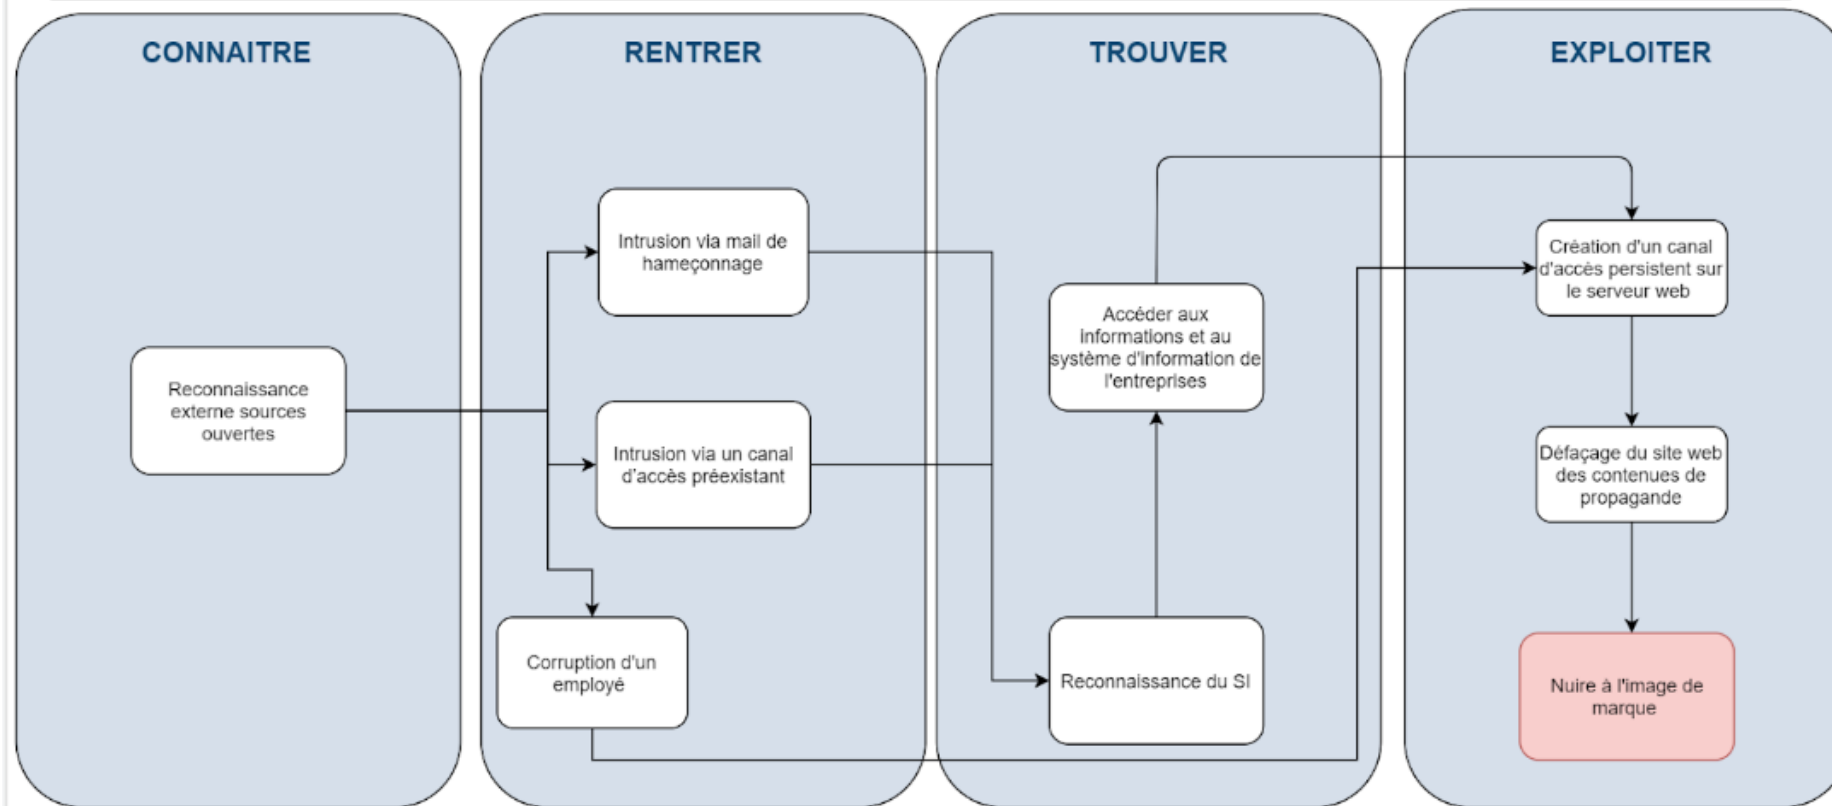 CONNAITRE
RENTRER
TROUVER
EXPLOITER
Reconnaissance
externe sources
ouvertes
Intrusion via mail de
hameçonnage
Intrusion via un canal
d'accès préexistant
Corruption d'un
employé
Accéder aux
informations et au
système d'information de
l'entreprises
Reconnaissance du SI
Création d'un canal
d'accès persistent sur
le serveur web
Défaçage du site web
des contenues de
propagande
Nuire à l'image de
marque